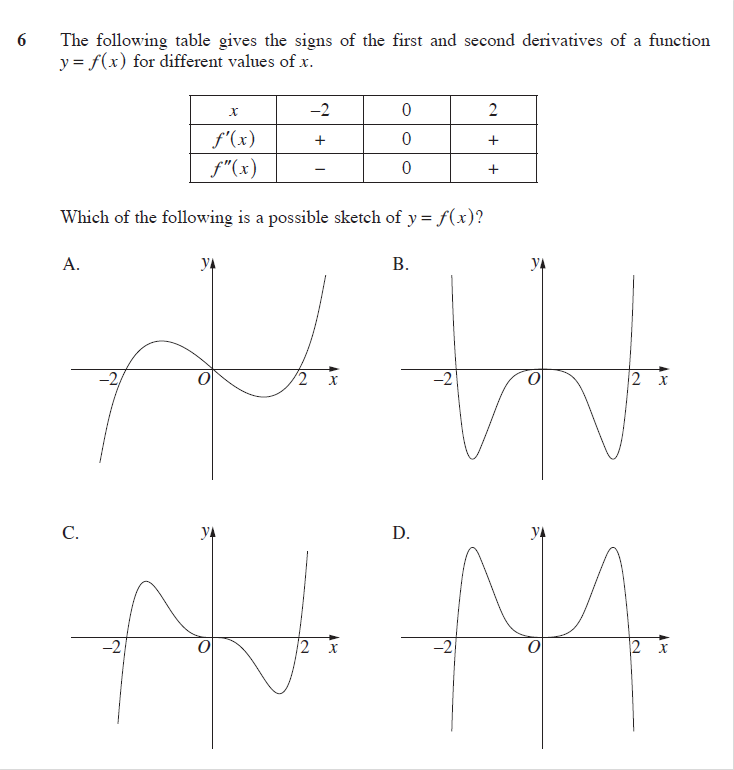 6 The following table gives the signs of the first and second derivatives of a function
y = f(x) for different values of x.
x −2 0 2
f'(x) + 0 +
f"(x) − 0 +
Which of the following is a possible sketch of y = f(x)?
A. B.
y y
−2 O 2 x −2 O 2 x
C. D.
y y
−2 O 2 x −2 O 2 x